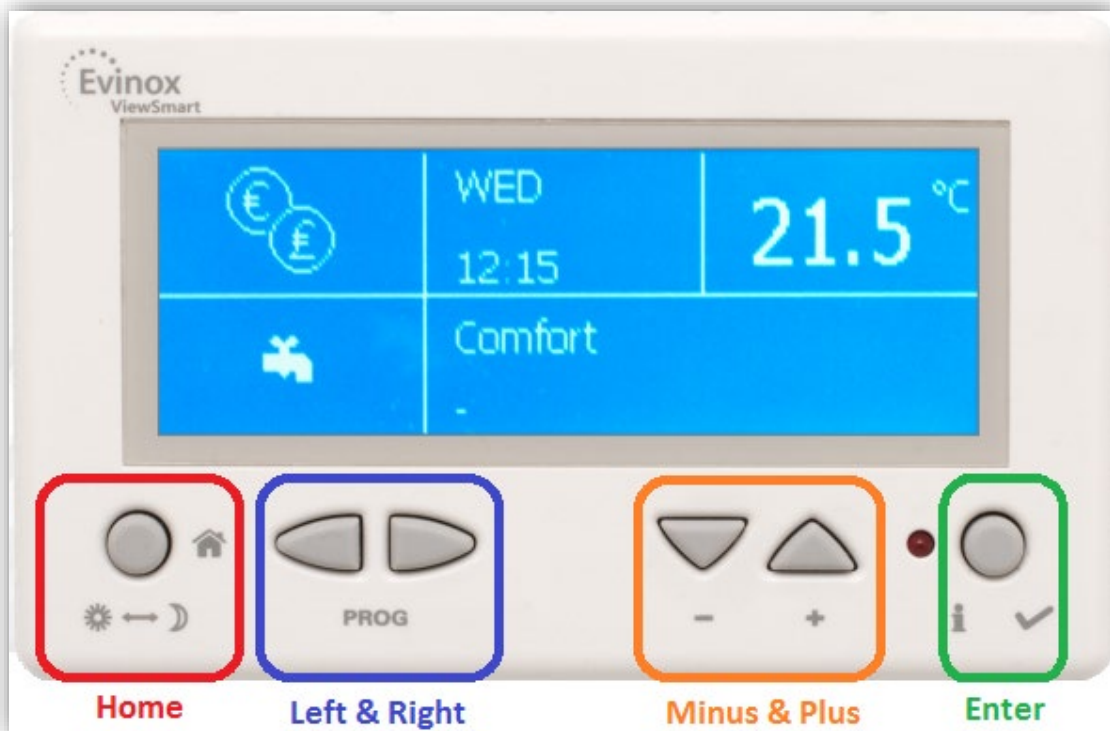 Evinox
ViewSmart
€
£
WED
12:15
21.5 °C
Comfort
-
PROG
- +
i
Home
Left & Right
Minus & Plus
Enter